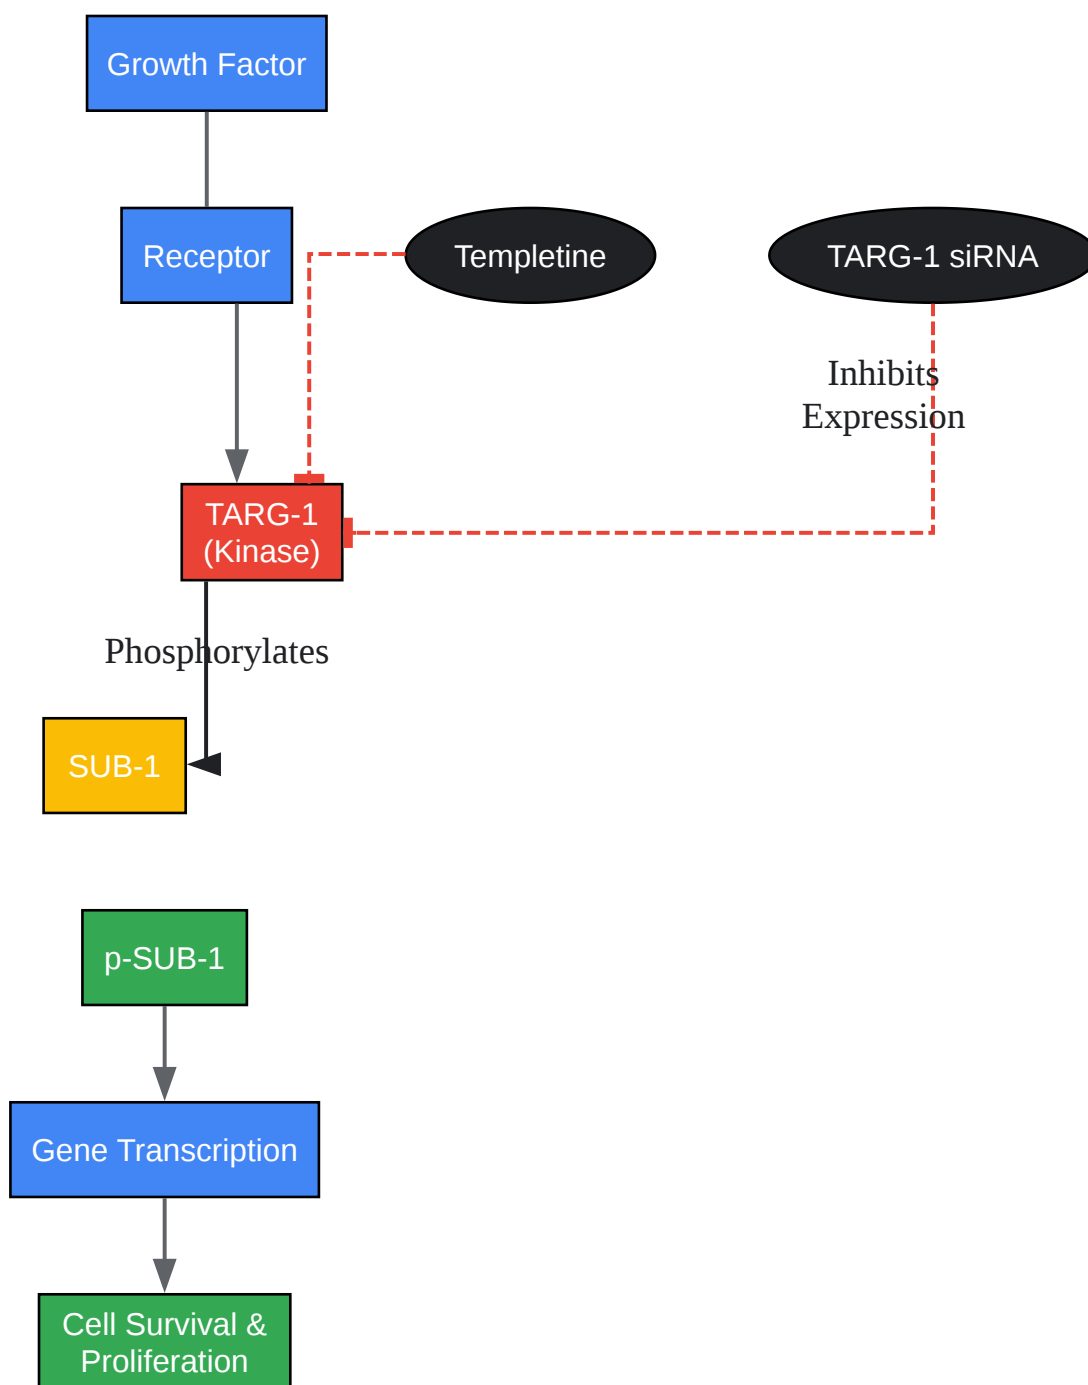 Growth Factor
Receptor
Templetine
TARG-1 siRNA
Inhibits
Expression
TARG-1
(Kinase)
Phosphorylates
SUB-1
p-SUB-1
Gene Transcription
Cell Survival &
Proliferation